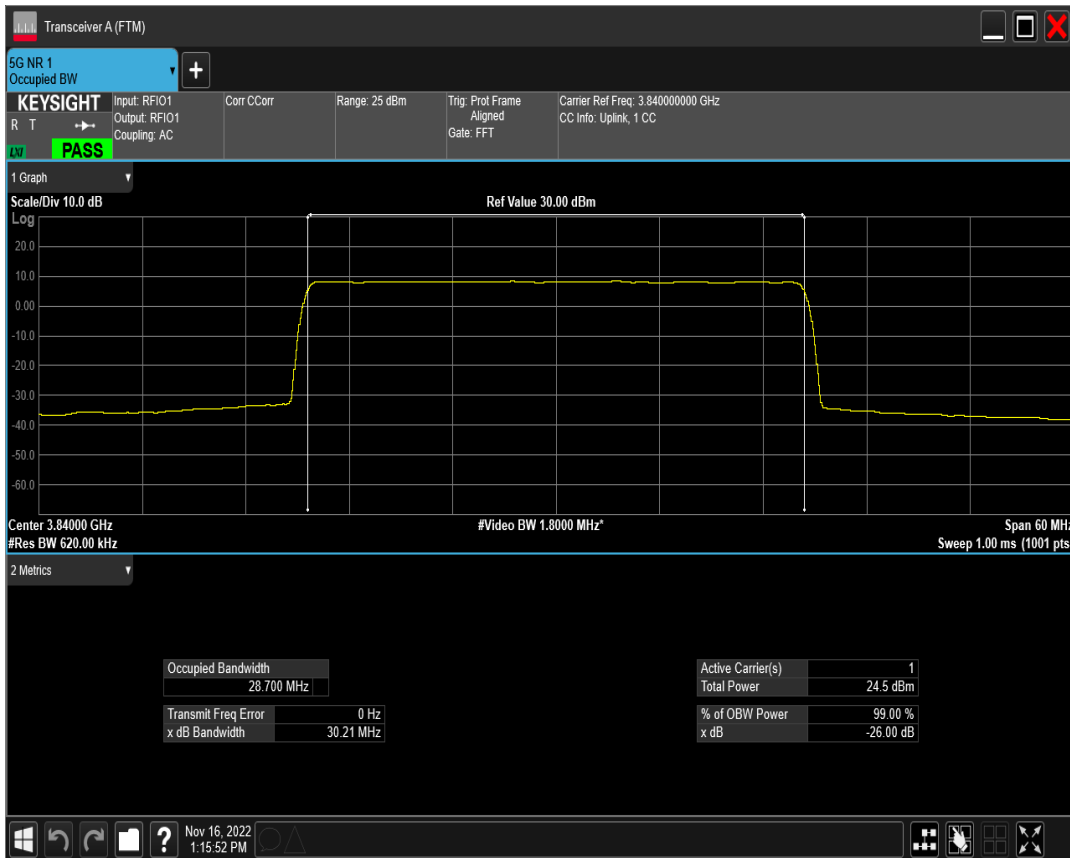 Transceiver A (FTM)
5G NR 1
Occupied BW
+
KEYSIGHT
R T
LXI
PASS
Input: RFIO1
Output: RFIO1
Coupling: AC
Corr CCorr
Range: 25 dBm
Trig: Prot Frame
Aligned
Gate: FFT
Carrier Ref Freq: 3.840000000 GHz
CC Info: Uplink, 1 CC
1 Graph
Scale/Div 10.0 dB
Ref Value 30.00 dBm
Log
20.0
10.0
0.00
-10.0
-20.0
-30.0
-40.0
-50.0
-60.0
Center 3.84000 GHz
#Video BW 1.8000 MHz*
Span 60 MHz
#Res BW 620.00 kHz
Sweep 1.00 ms (1001 pts
2 Metrics
Occupied Bandwidth
28.700 MHz
Transmit Freq Error 0 Hz
x dB Bandwidth 30.21 MHz
Active Carrier(s) 1
Total Power 24.5 dBm
% of OBW Power 99.00 %
x dB -26.00 dB
?
Nov 16, 2022
1:15:52 PM